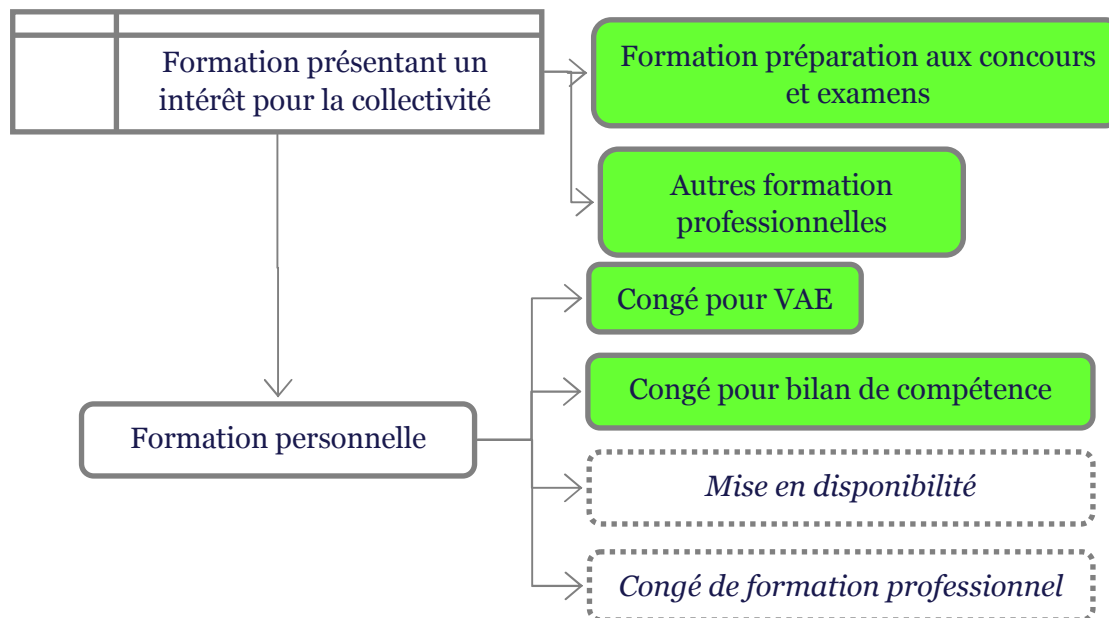 Formation présentant un
intérêt pour la collectivité
Formation préparation aux concours
et examens
Autres formation
professionnelles
Congé pour VAE
Congé pour bilan de compétence
Formation personnelle
Mise en disponibilité
Congé de formation professionnel